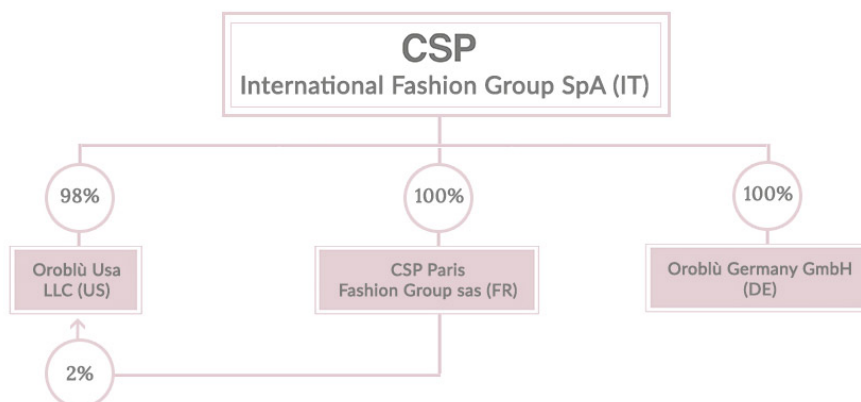 CSP
International Fashion Group SpA (IT)
98%
100%
100%
Oroblù Usa
LLC (US)
CSP Paris
Fashion Group sas (FR)
Oroblù Germany GmbH
(DE)
2%